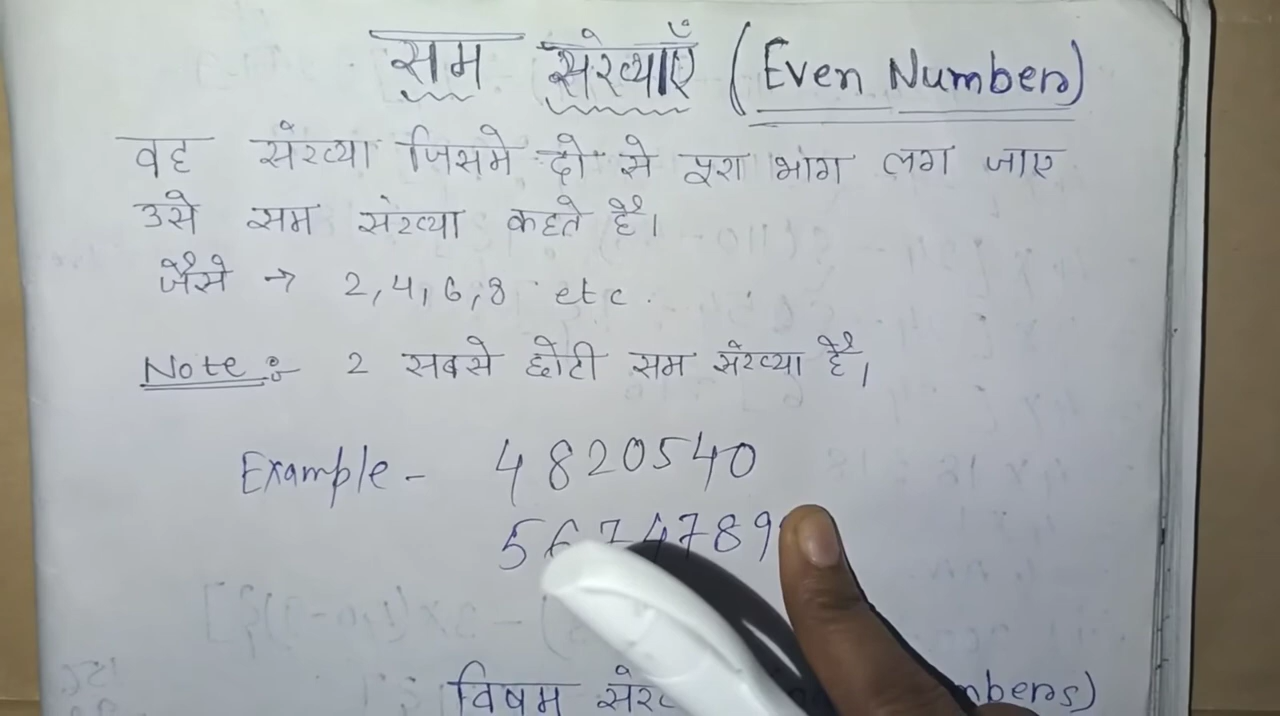 सम संख्याएँ (Even Numbers)
वह संख्या जिसमे दो से पूरा भाग लग जाए
उसे सम संख्या कहते है।
जैसे → 2, 4, 6, 8 etc.
Note :- 2 सबसे छोटी सम संख्या है।
Example - 4820540
5674789
विषम